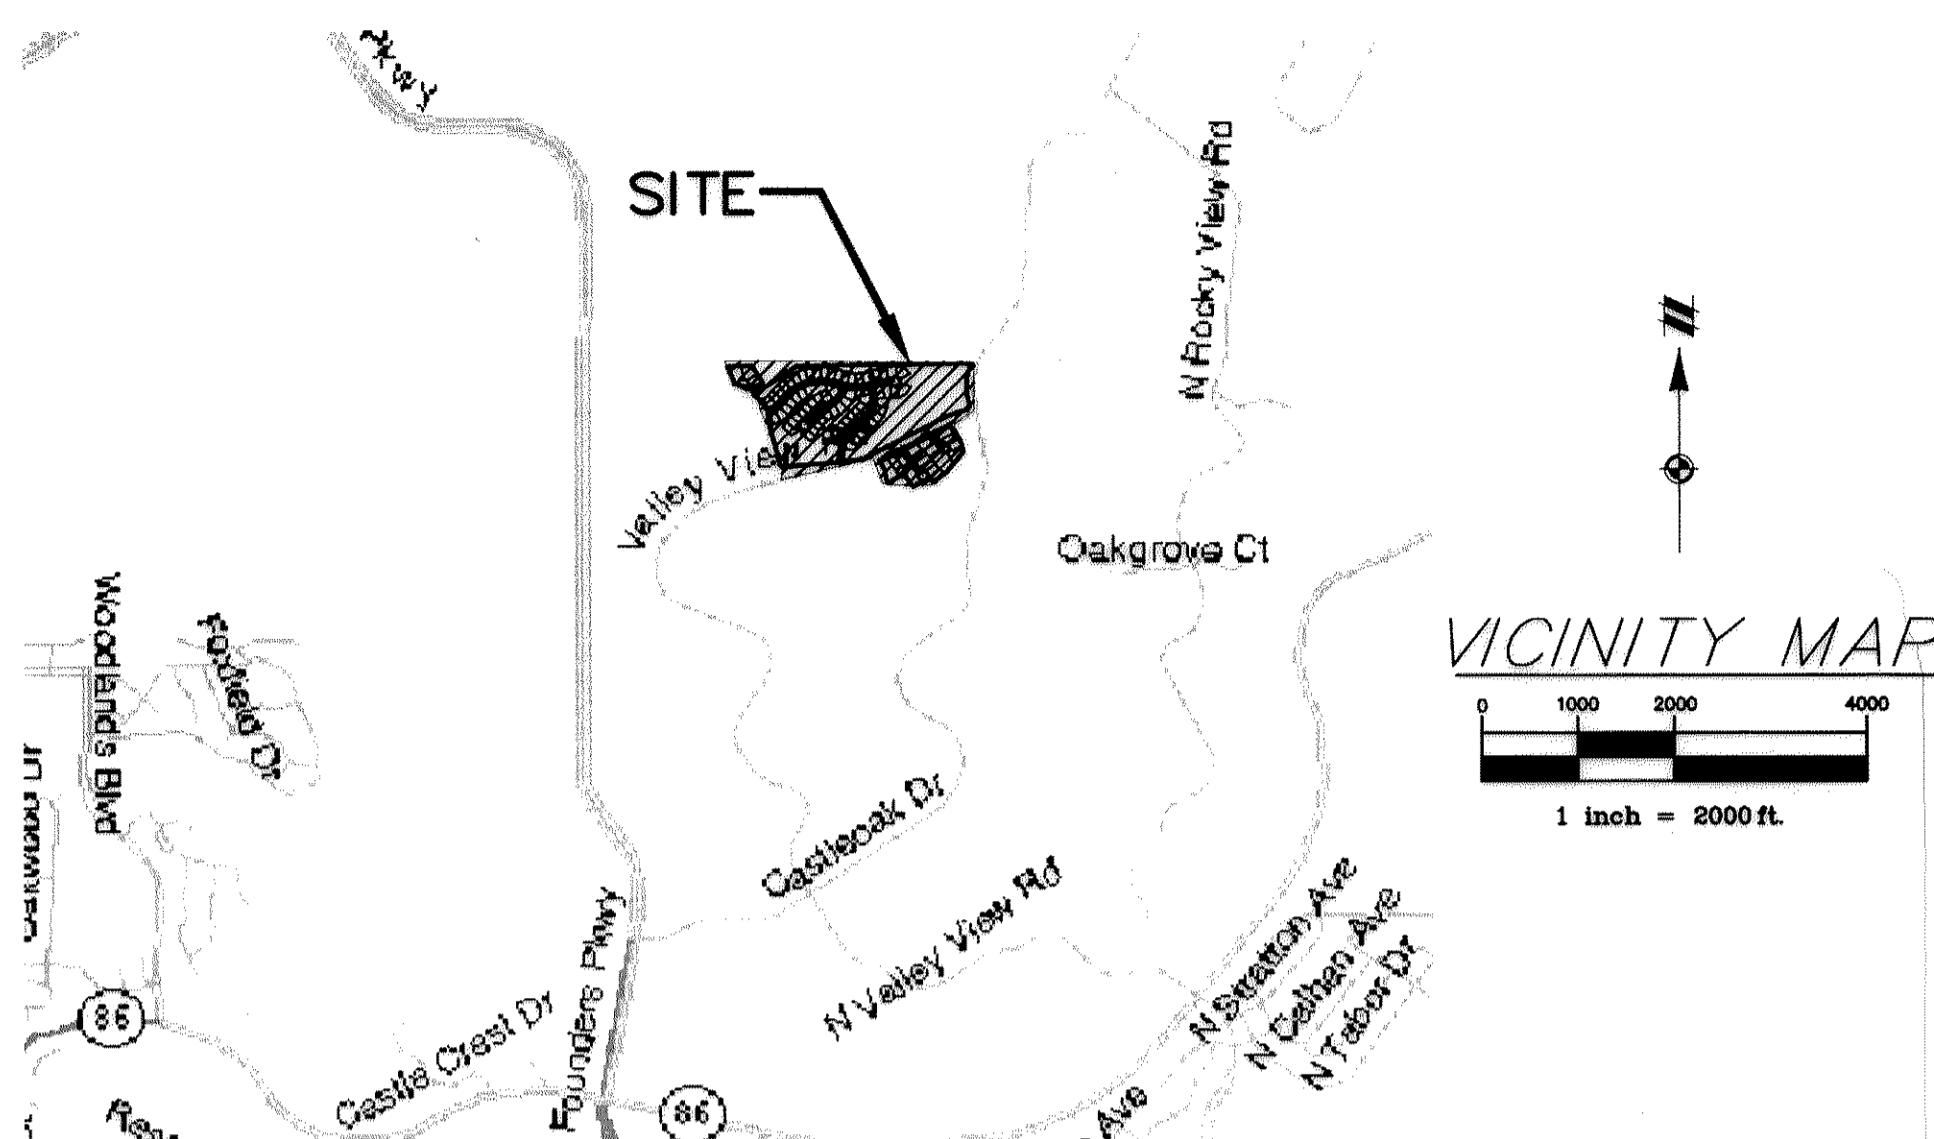 SITE
N Rocky View Rd
Valley View
Oakgrove Ct
Woodlands Blvd
Foxfield Dr
VICINITY MAP
0 1000 2000 4000
1 inch = 2000 ft.
Castleoak Dr
N Valley View Rd
Founders Pkwy
Castle Crest Dr
N Stratton Ave
N Calhan Ave
N Tabor Dr
86
86
Ave